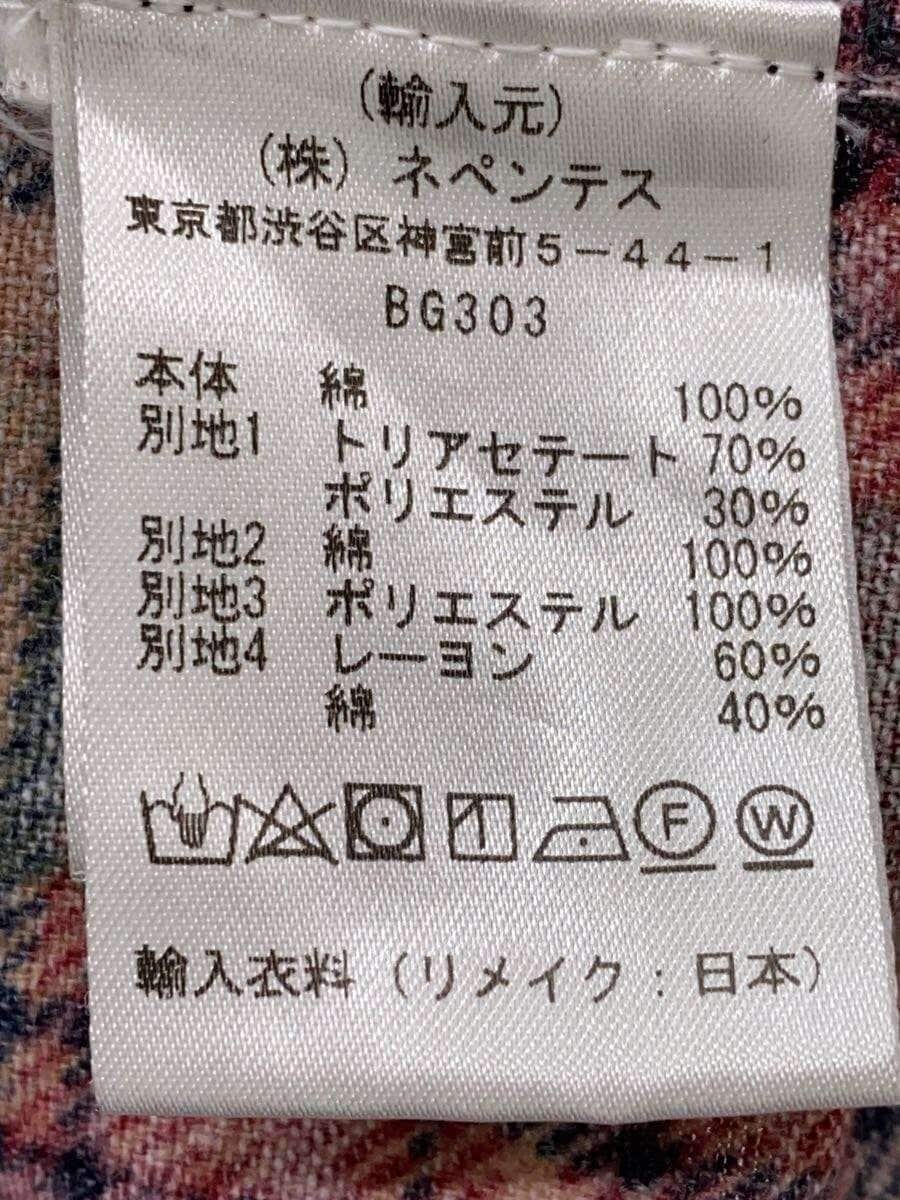 (輸入元)
(株) ネペンテス
東京都渋谷区神宮前5-44-1
BG303
本体 綿 100%
別地1 トリアセテート 70%
ポリエステル 30%
別地2 綿 100%
別地3 ポリエステル 100%
別地4 レーヨン 60%
綿 40%
F W
輸入衣料 (リメイク:日本)